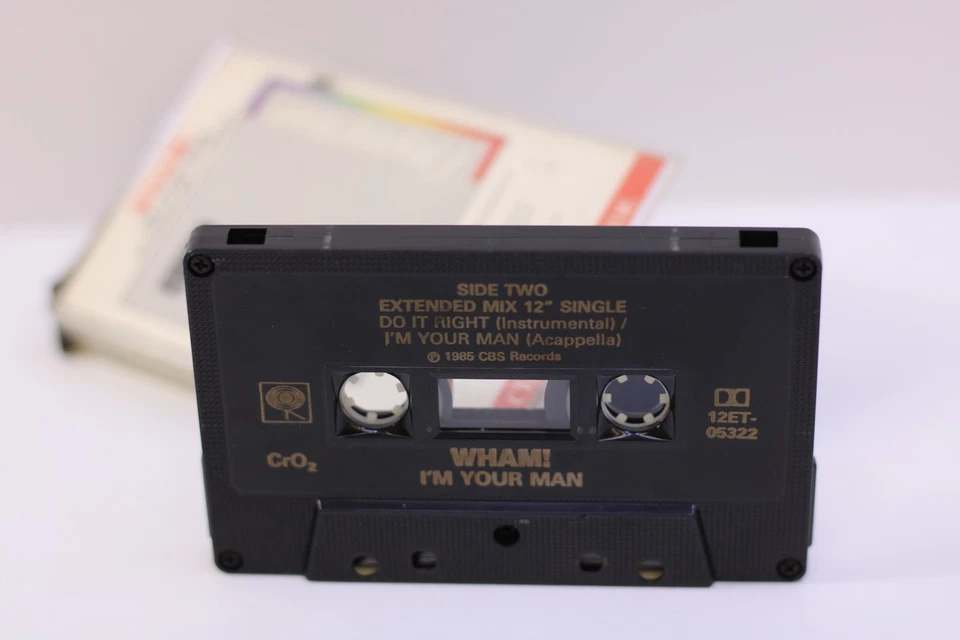 SIDE TWO
EXTENDED MIX 12" SINGLE
DO IT RIGHT (Instrumental) /
I'M YOUR MAN (Acappella)
℗ 1985 CBS Records
12ET-
05322
CrO₂
WHAM!
I'M YOUR MAN